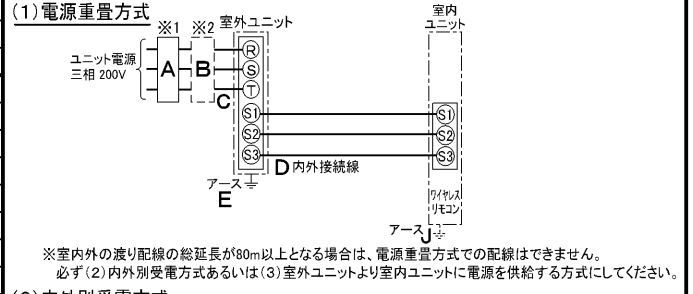 (1)電源重畳方式
※1 ※2 室外ユニット
室内
ユニット
ユニット電源
三相 200V
A B C
R
S
T
S1
S2
S3
S1
S2
S3
D 内外接続線
アース
E
ワイヤレス
リモコン
アース J
※室内外の渡り配線の総延長が80m以上となる場合は、電源重畳方式での配線はできません。
必ず(2)内外別受電方式あるいは(3)室外ユニットより室内ユニットに電源を供給する方式にしてください。